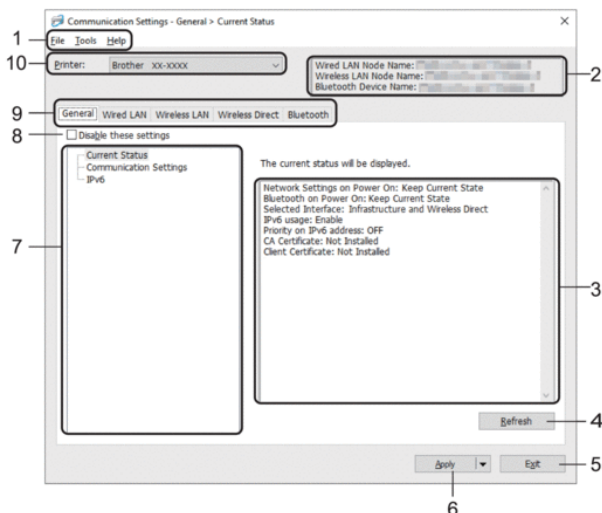 Communication Settings - General > Current Status
1
File Tools Help
10
Printer: Brother XX-XXXX
Wired LAN Node Name:
Wireless LAN Node Name:
Bluetooth Device Name:
2
9
General Wired LAN Wireless LAN Wireless Direct Bluetooth
8
Disable these settings
Current Status
Communication Settings
IPv6
7
The current status will be displayed.
Network Settings on Power On: Keep Current State
Bluetooth on Power On: Keep Current State
Selected Interface: Infrastructure and Wireless Direct
IPv6 usage: Enable
Priority on IPv6 address: OFF
CA Certificate: Not Installed
Client Certificate: Not Installed
3
Refresh
4
Apply
Exit
5
6